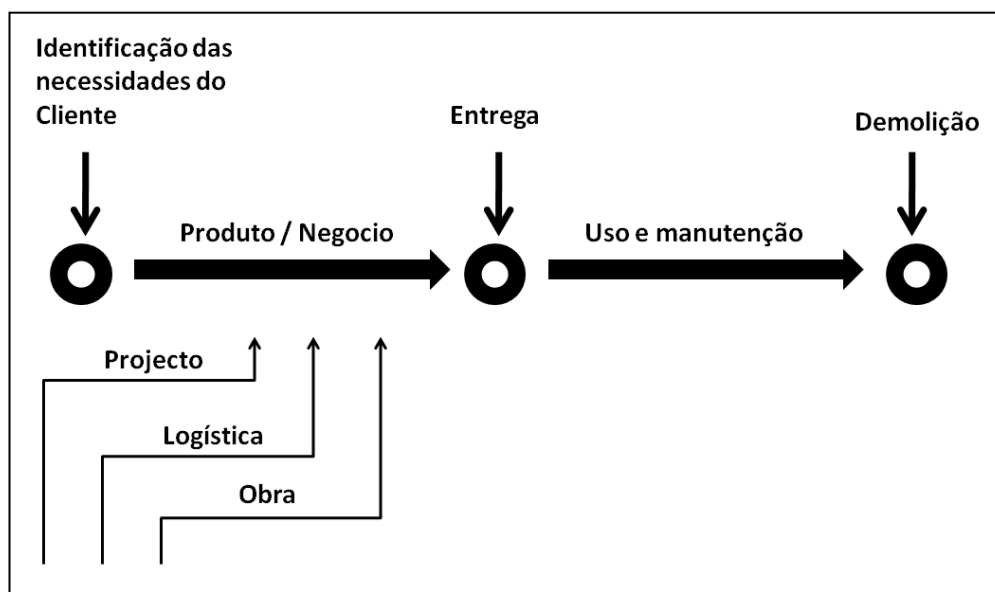 Identificação das
necessidades do
Cliente
Entrega
Demolição
Produto / Negocio
Uso e manutenção
Projecto
Logística
Obra